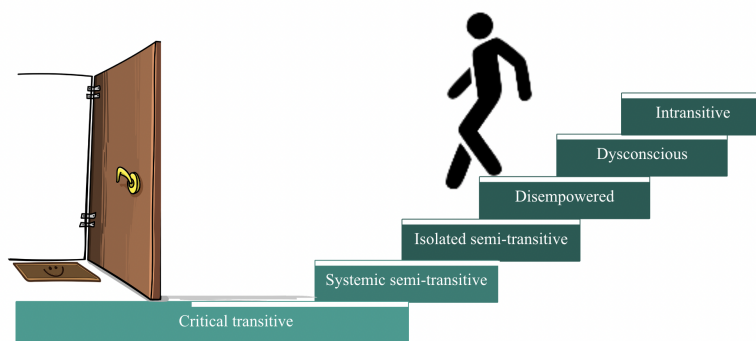 Intransitive
Dysconscious
Disempowered
Isolated semi-transitive
Systemic semi-transitive
Critical transitive